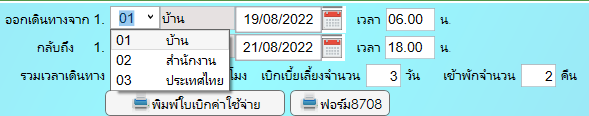 ออกเดินทางจาก 1. 01 บ้าน 19/08/2022 เวลา 06.00 น.
กลับถึง 1. 01 บ้าน 21/08/2022 เวลา 18.00 น.
02 สำนักงาน
รวมเวลาเดินทาง 03 ประเทศไทย โมง เบิกเบี้ยเลี้ยงจำนวน 3 วัน เข้าพักจำนวน 2 คืน
พิมพ์ใบเบิกค่าใช้จ่าย ฟอร์ม8708